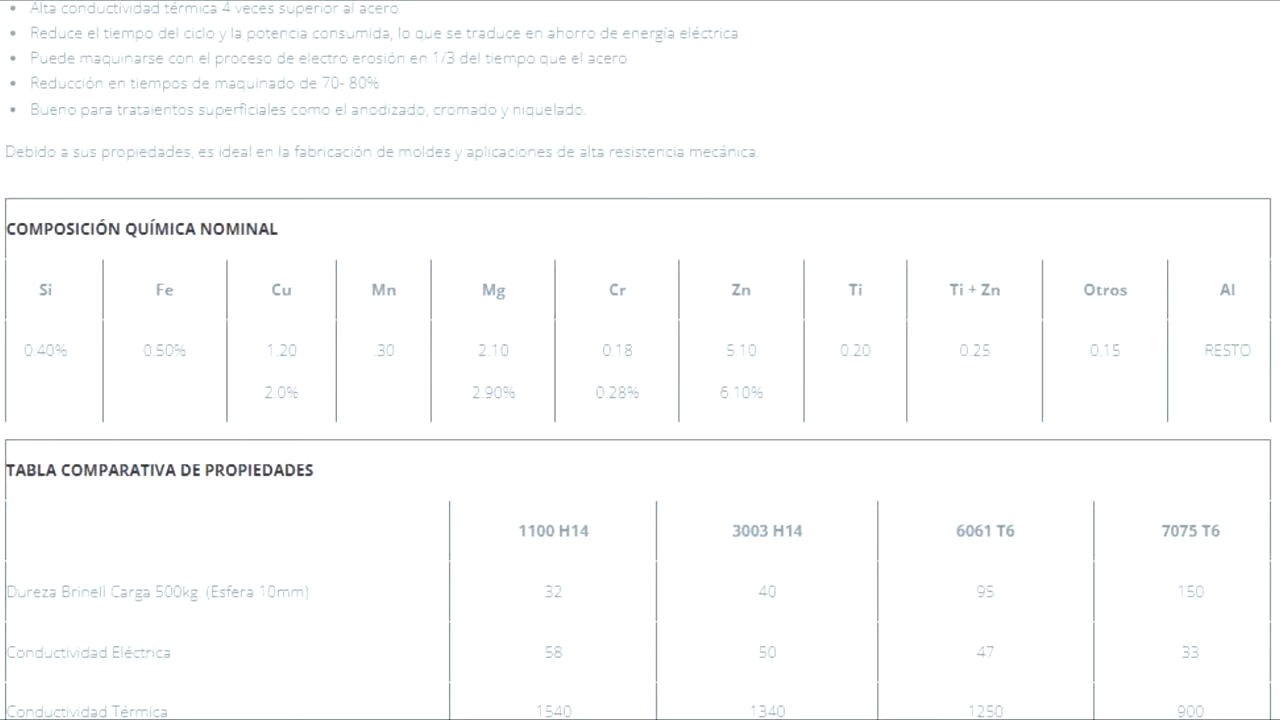 • Alta conductividad térmica 4 veces superior al acero
• Reduce el tiempo del ciclo y la potencia consumida, lo que se traduce en ahorro de energía eléctrica
• Puede maquinarse con el proceso de electro erosión en 1/3 del tiempo que el acero
• Reducción en tiempos de maquinado de 70- 80%
• Bueno para trataientos superficiales como el anodizado, cromado y niquelado.
Debido a sus propiedades, es ideal en la fabricación de moldes y aplicaciones de alta resistencia mecánica.
COMPOSICIÓN QUÍMICA NOMINAL
Si Fe Cu Mn Mg Cr Zn Ti Ti + Zn Otros Al
0.40% 0.50% 1.20 .30 2.10 0.18 5.10 0.20 0.25 0.15 RESTO
2.0% 2.90% 0.28% 6.10%
TABLA COMPARATIVA DE PROPIEDADES
1100 H14 3003 H14 6061 T6 7075 T6
Dureza Brinell Carga 500kg. (Esfera 10mm) 32 40 95 150
Conductividad Eléctrica 58 50 47 33
Conductividad Térmica 1540 1340 1250 900